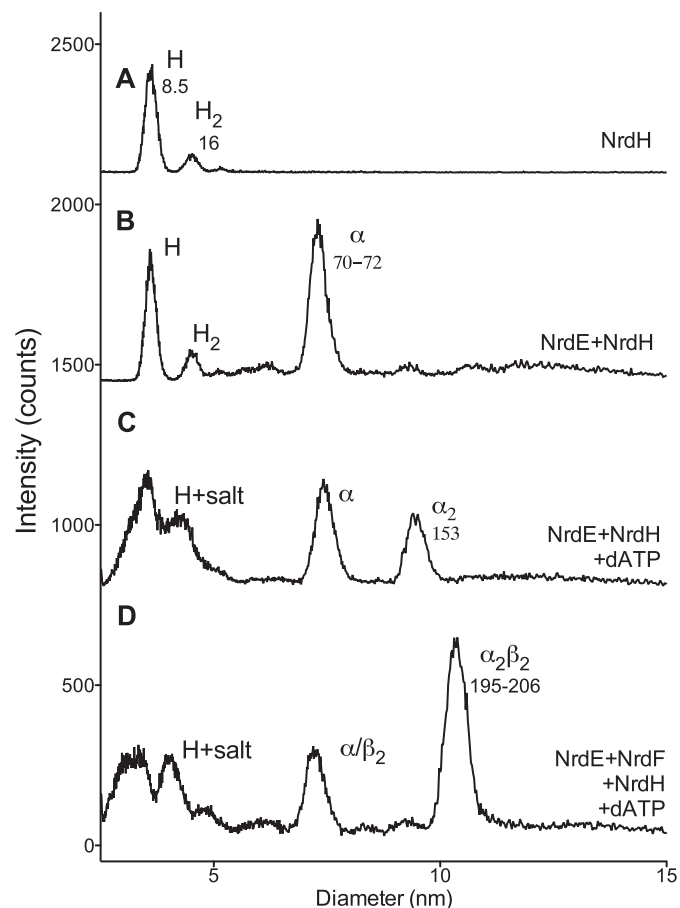 2500
A
H
8.5
H2
16
NrdH
2000
B
H
H2
α
70–72
NrdE+NrdH
1500
C
H+salt
α
α2
153
NrdE+NrdH
+dATP
1000
D
H+salt
α/β2
α2β2
195-206
NrdE+NrdF
+NrdH
+dATP
500
0
5
10
15
Intensity (counts)
Diameter (nm)